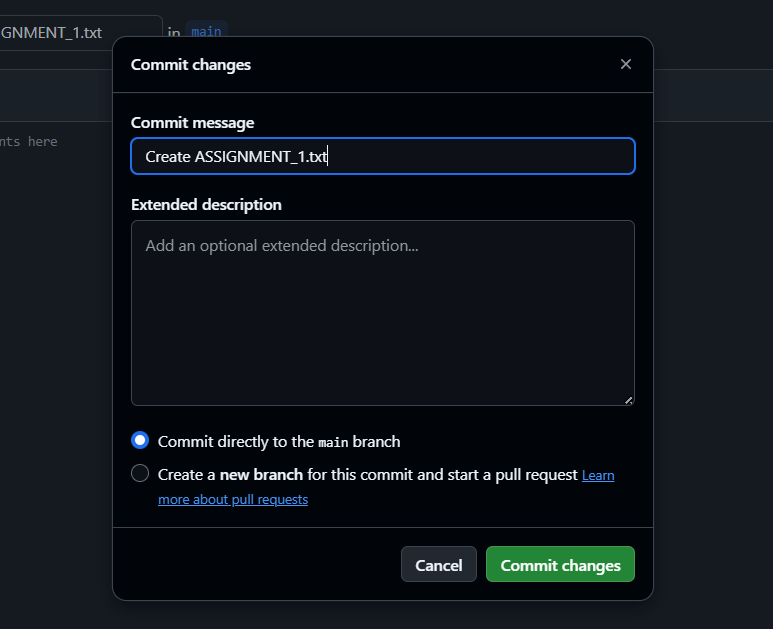 GNMENT_1.txt in main
Commit changes
Commit message
nts here
Create ASSIGNMENT_1.txt
Extended description
Add an optional extended description...
Commit directly to the main branch
Create a new branch for this commit and start a pull request Learn
more about pull requests
Cancel Commit changes